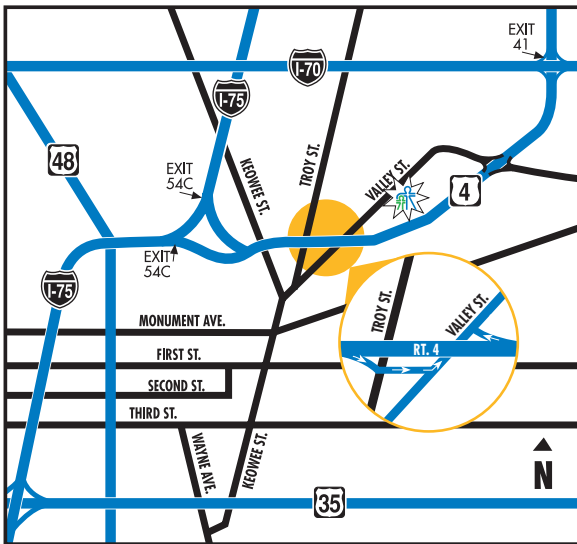 EXIT
41
I-70
I-75
48
KEOWEE ST.
TROY ST.
VALLEY ST.
EXIT
54C
4
EXIT
54C
I-75
MONUMENT AVE.
TROY ST.
VALLEY ST.
RT. 4
FIRST ST.
SECOND ST.
THIRD ST.
WAYNE AVE.
KEOWEE ST.
N
35